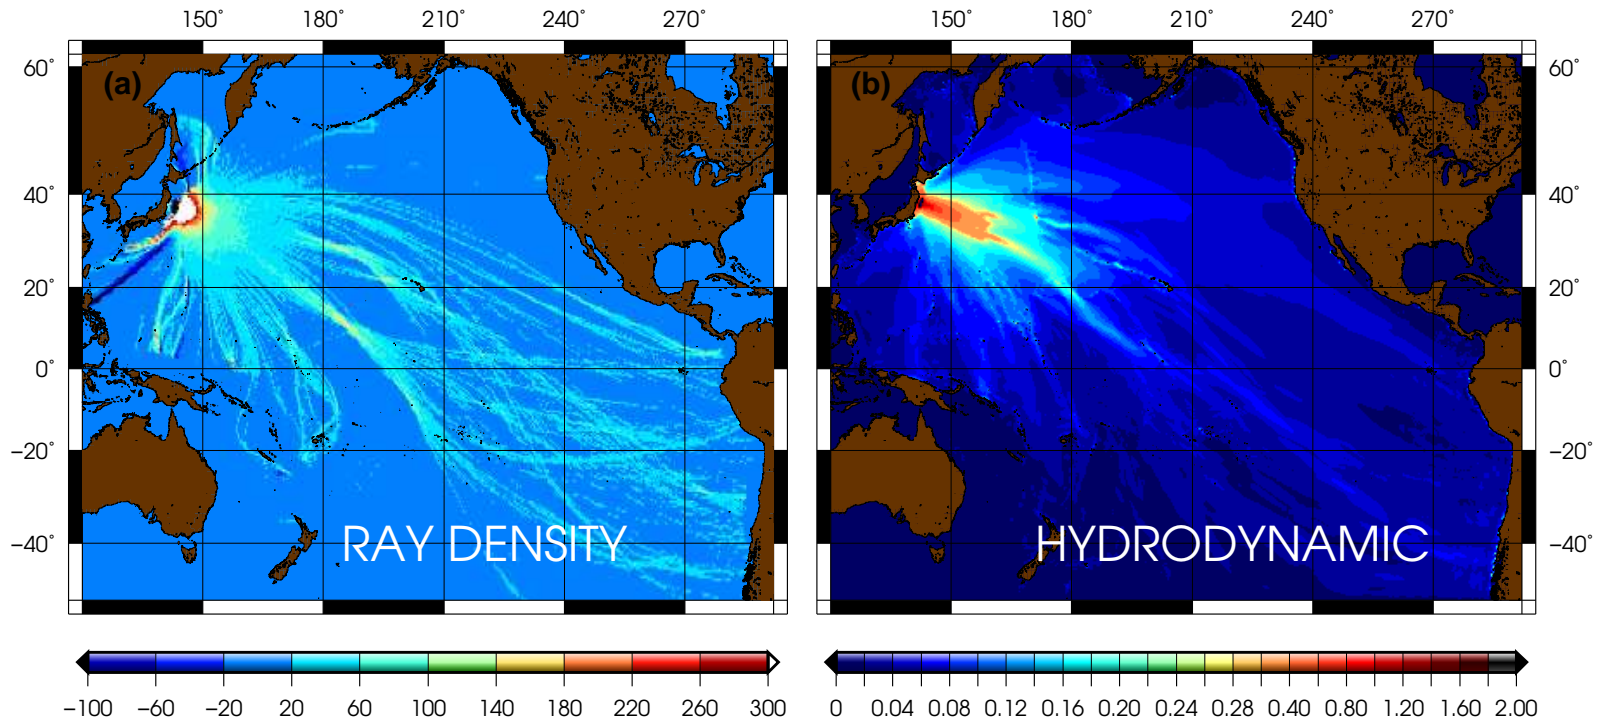 150° 180° 210° 240° 270° 150° 180° 210° 240° 270°
60° (a) (b) 60°
40° 40°
20° 20°
0° 0°
−20° −20°
−40° RAY DENSITY HYDRODYNAMIC −40°
−100 −60 −20 20 60 100 140 180 220 260 300 0 0.04 0.08 0.12 0.16 0.20 0.24 0.28 0.40 0.80 1.20 2.00